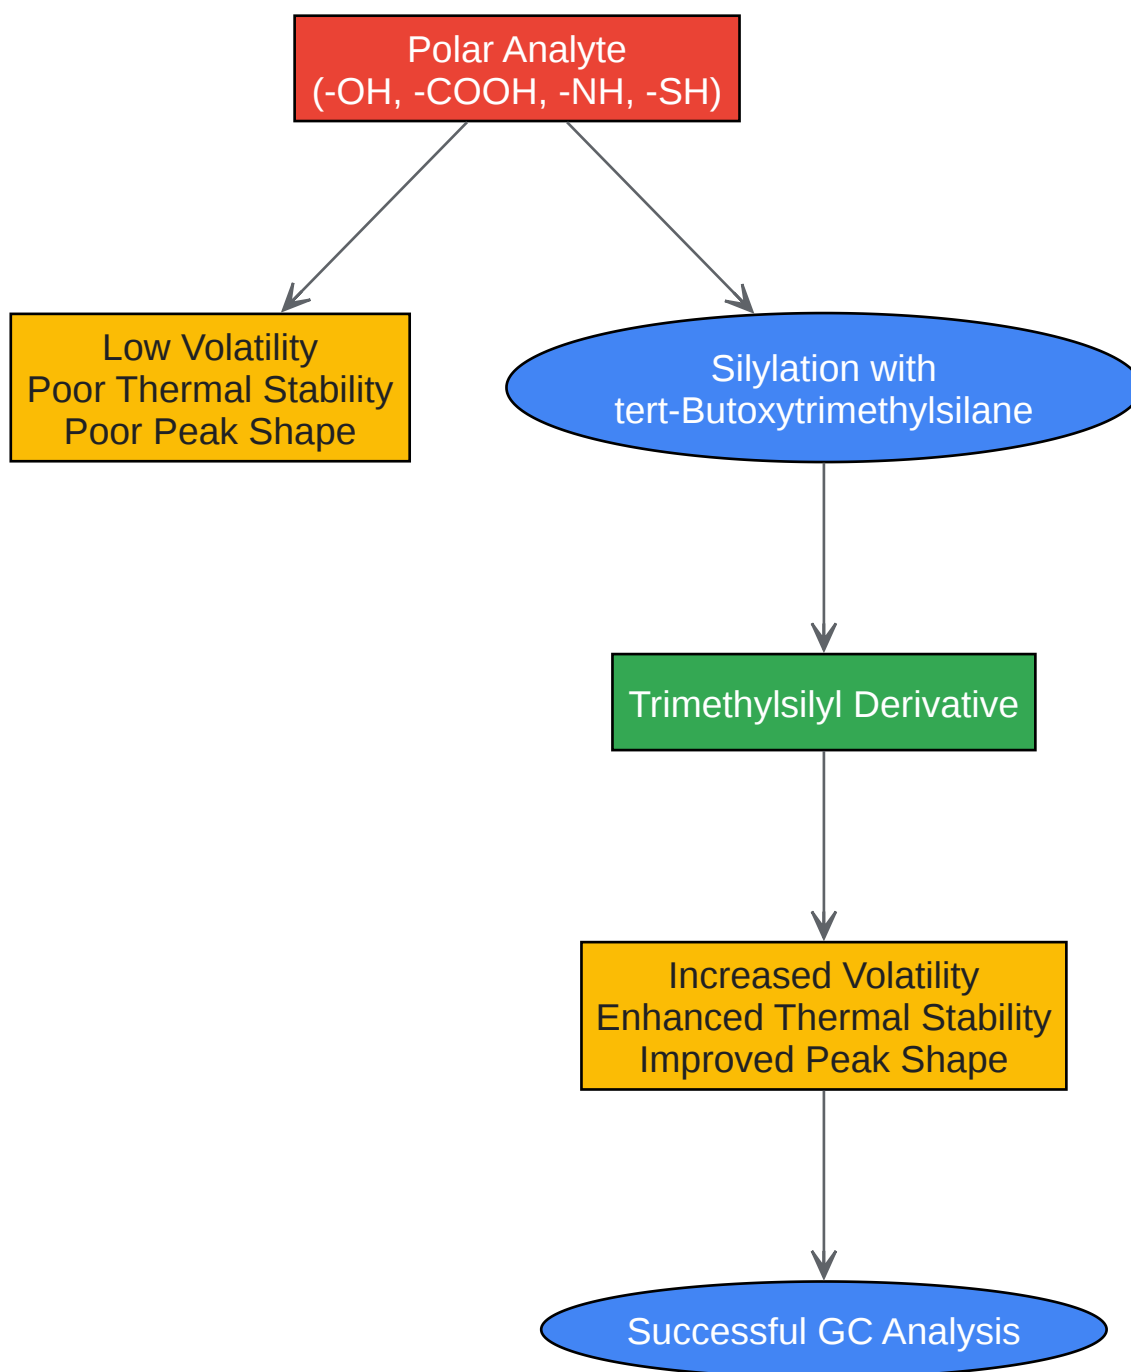 Polar Analyte
(-OH, -COOH, -NH, -SH)
Low Volatility
Poor Thermal Stability
Poor Peak Shape
Silylation with
tert-Butoxytrimethylsilane
Trimethylsilyl Derivative
Increased Volatility
Enhanced Thermal Stability
Improved Peak Shape
Successful GC Analysis